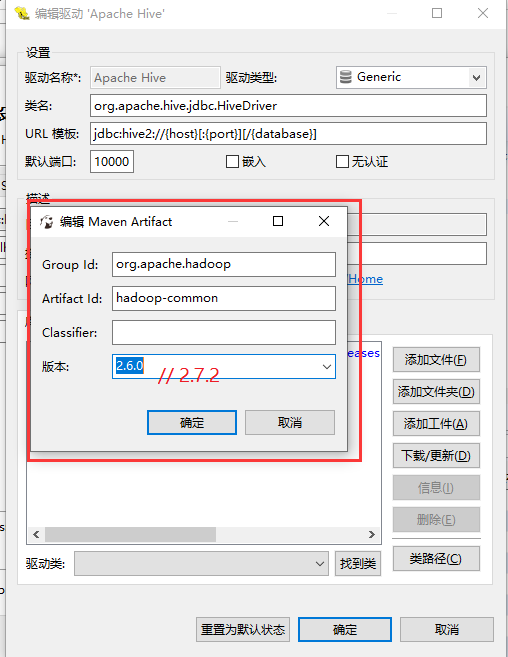 编辑驱动 'Apache Hive'
设置
驱动名称*:
Apache Hive
驱动类型:
Generic
类名:
org.apache.hive.jdbc.HiveDriver
URL 模板:
jdbc:hive2://{host}[:{port}][/{database}]
默认端口:
10000
嵌入
无认证
描述
编辑 Maven Artifact
Group Id:
org.apache.hadoop
Artifact Id:
hadoop-common
Classifier:
版本:
2.6.0
// 2.7.2
确定
取消
/Home
eases
添加文件(F)
添加文件夹(D)
添加工件(A)
下载/更新(D)
信息(I)
删除(E)
类路径(C)
驱动类:
找到类
重置为默认状态
确定
取消